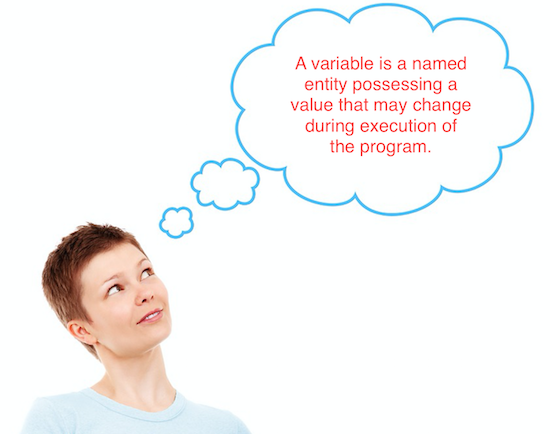 A variable is a named
entity possessing a
value that may change
during execution of
the program.